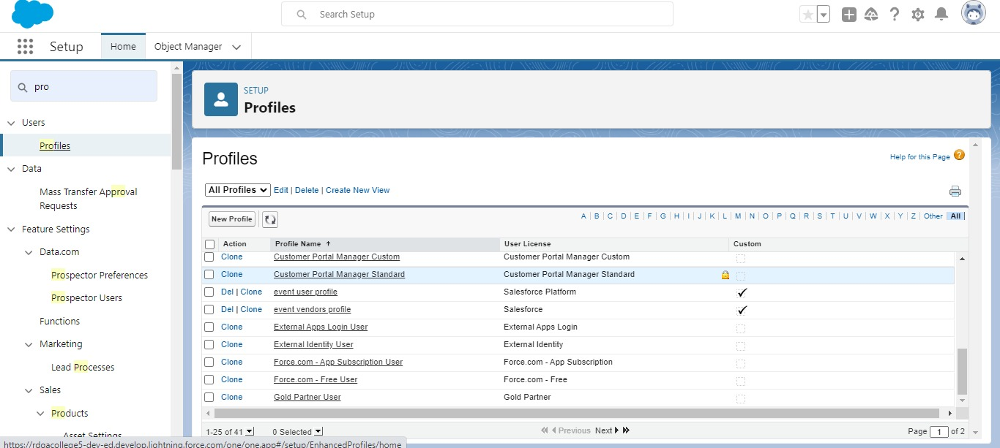 Search Setup
Setup
Home
Object Manager
pro
Users
Profiles
Data
Mass Transfer Approval
Requests
Feature Settings
Data.com
Prospector Preferences
Prospector Users
Functions
Marketing
Lead Processes
Sales
Products
Asset Settings
SETUP
Profiles
Profiles
Help for this Page ?
All Profiles Edit | Delete | Create New View
New Profile
A | B | C | D | E | F | G | H | I | J | K | L | M | N | O | P | Q | R | S | T | U | V | W | X | Y | Z | Other | All
Action Profile Name User License Custom
Clone Customer Portal Manager Custom Customer Portal Manager Custom
Clone Customer Portal Manager Standard Customer Portal Manager Standard
Del | Clone event user profile Salesforce Platform
Del | Clone event vendors profile Salesforce
Clone External Apps Login User External Apps Login
Clone External Identity User External Identity
Clone Force.com - App Subscription User Force.com - App Subscription
Clone Force.com - Free User Force.com - Free
Clone Gold Partner User Gold Partner
1-25 of 41 0 Selected Previous Next Page 1 of 2
https://rdgacollege5-dev-ed.develop.lightning.force.com/one/one.app#/setup/EnhancedProfiles/home